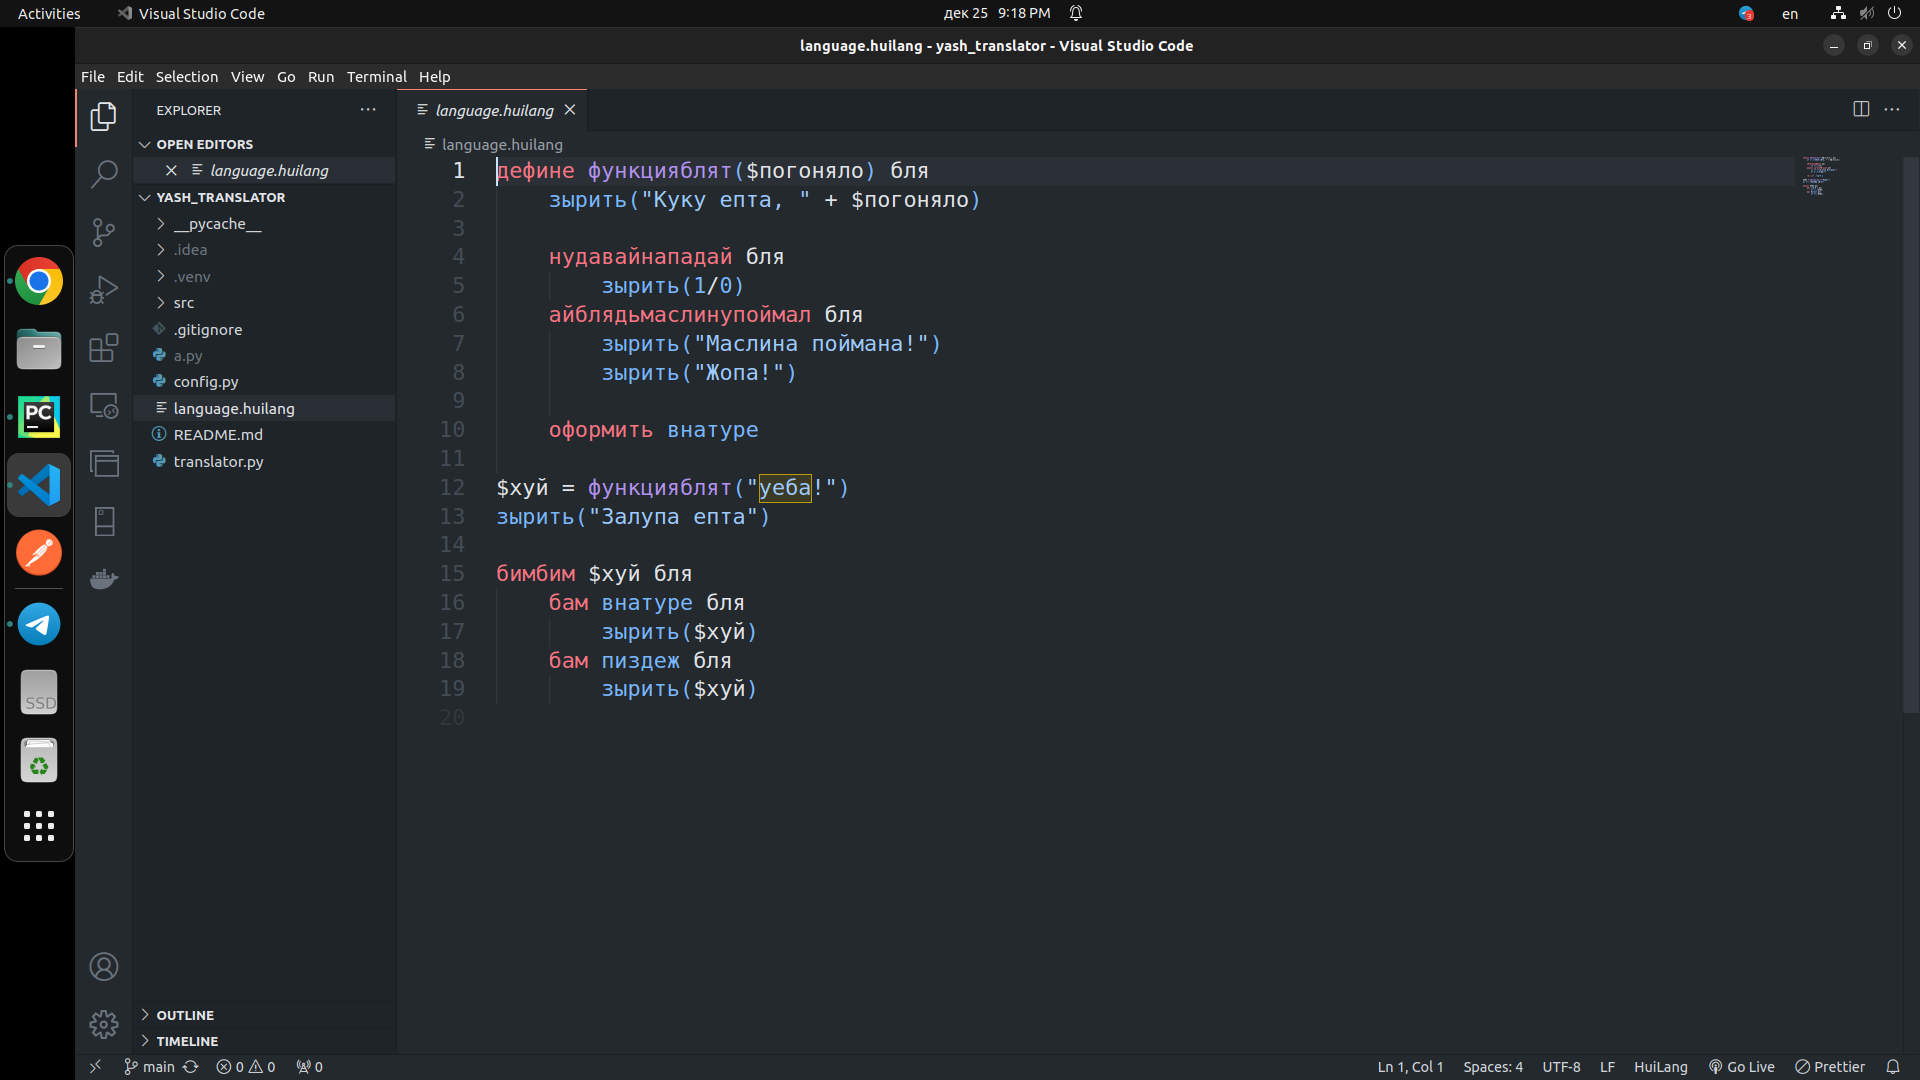 Activities
Visual Studio Code
дек 25 9:18 PM
3
en
language.huilang - yash_translator - Visual Studio Code
File Edit Selection View Go Run Terminal Help
EXPLORER
language.huilang
OPEN EDITORS
language.huilang
language.huilang
YASH_TRANSLATOR
__pycache__
.idea
.venv
src
.gitignore
a.py
config.py
language.huilang
README.md
translator.py
1 дефине функцияблят($погоняло) бля
2 зырить("Куку епта, " + $погоняло)
3
4 нудавайнападай бля
5 зырить(1/0)
6 айблядьмаслинупоймал бля
7 зырить("Маслина поймана!")
8 зырить("Жопа!")
9
10 оформить внатуре
11
12 $хуй = функцияблят("уеба!")
13 зырить("Залупа епта")
14
15 бимбим $хуй бля
16 бам внатуре бля
17 зырить($хуй)
18 бам пиздеж бля
19 зырить($хуй)
20
PC
SSD
OUTLINE
TIMELINE
main
0 0
0
Ln 1, Col 1
Spaces: 4
UTF-8
LF
HuiLang
Go Live
Prettier